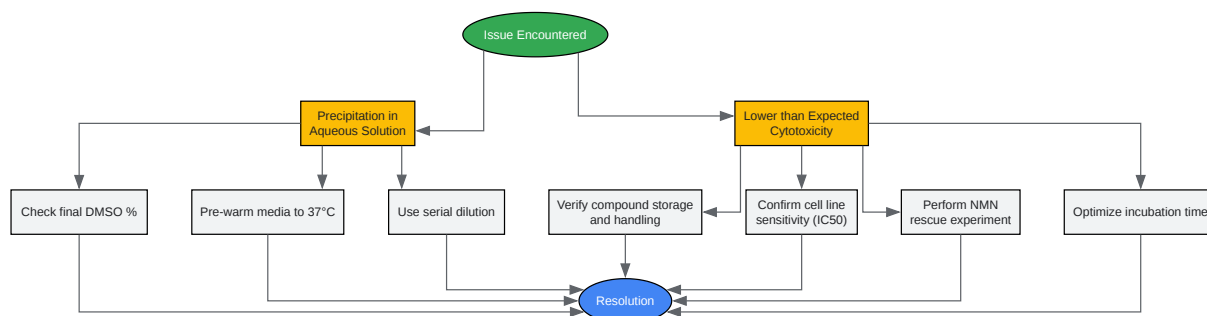 Issue Encountered
Precipitation in
Aqueous Solution
Lower than Expected
Cytotoxicity
Check final DMSO %
Pre-warm media to 37°C
Use serial dilution
Verify compound storage
and handling
Confirm cell line
sensitivity (IC50)
Perform NMN
rescue experiment
Optimize incubation time
Resolution